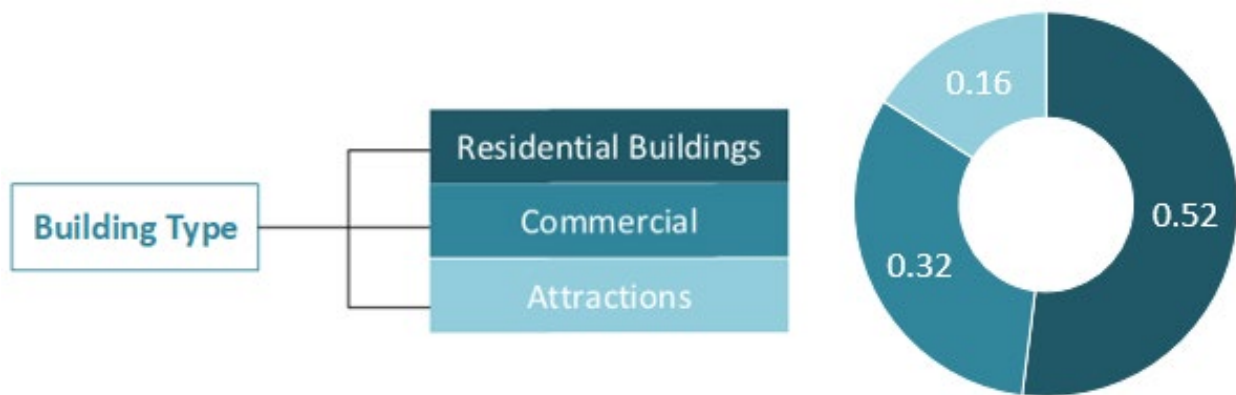 Building Type
Residential Buildings
Commercial
Attractions
0.16
0.52
0.32